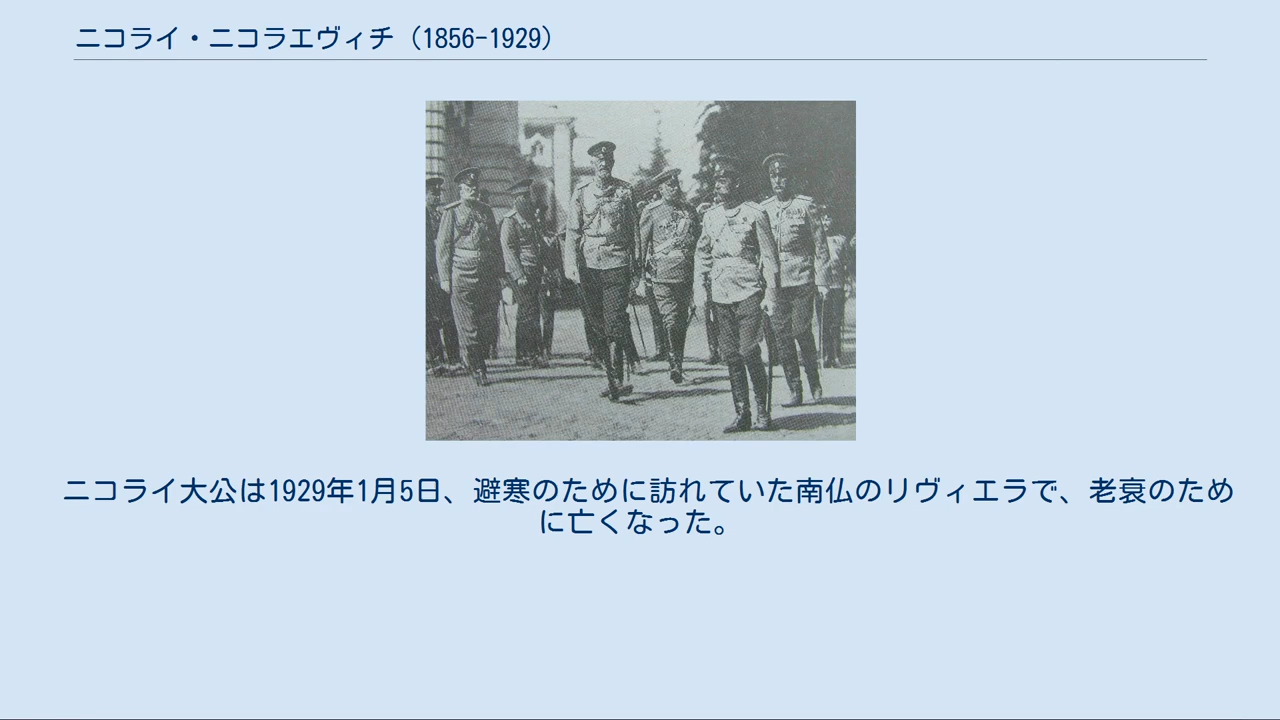 ニコライ・ニコラエヴィチ（1856-1929）
ニコライ大公は1929年1月5日、避寒のために訪れていた南仏のリヴィエラで、老衰のため
に亡くなった。